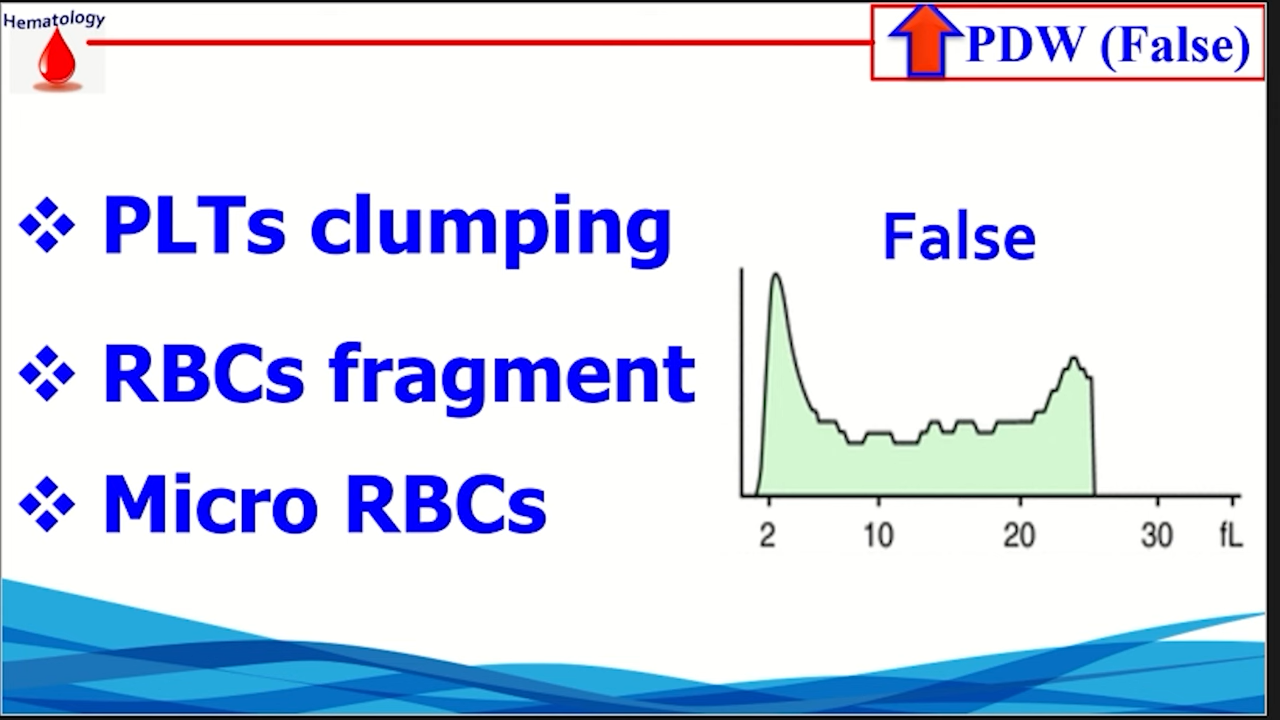 Hematology
PDW (False)
❖ PLTs clumping
❖ RBCs fragment
❖ Micro RBCs
False
2 10 20 30 fL